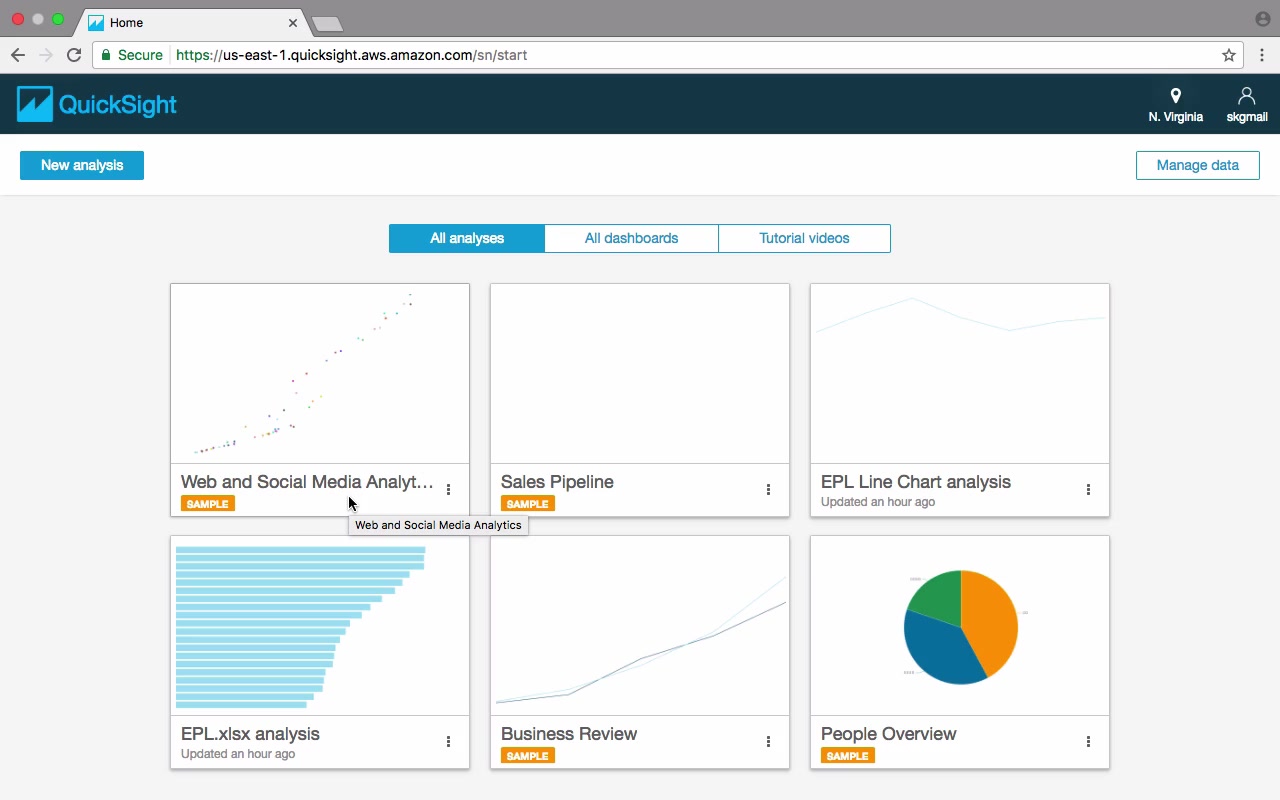 Home
Secure https://us-east-1.quicksight.aws.amazon.com/sn/start
QuickSight
N. Virginia
skgmail
New analysis
Manage data
All analyses
All dashboards
Tutorial videos
Web and Social Media Analyt...
SAMPLE
Web and Social Media Analytics
Sales Pipeline
SAMPLE
EPL Line Chart analysis
Updated an hour ago
EPL.xlsx analysis
Updated an hour ago
Business Review
SAMPLE
People Overview
SAMPLE